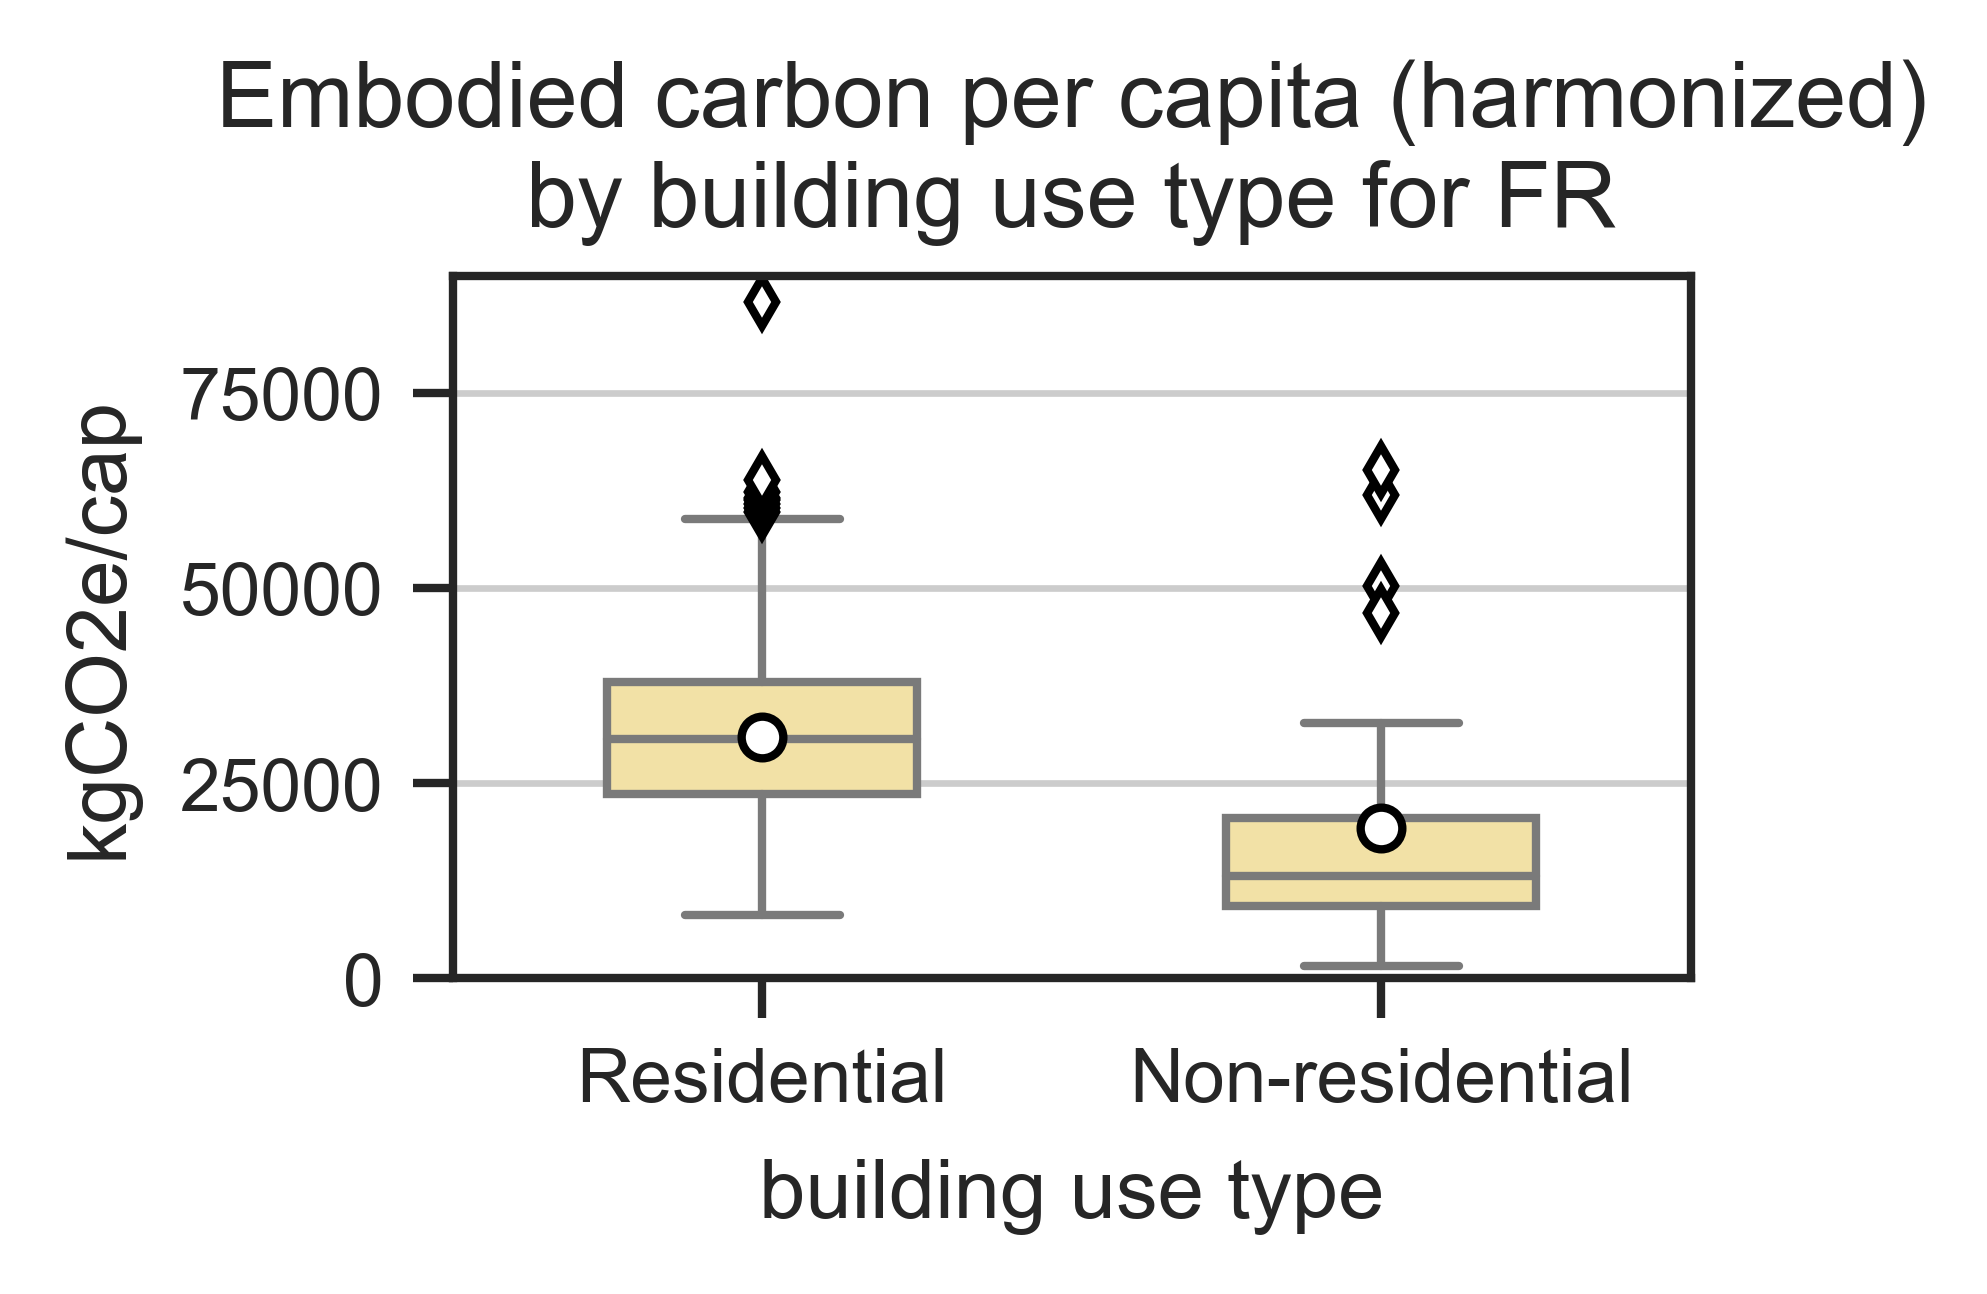 Embodied carbon per capita (harmonized)
by building use type for FR
kgCO2e/cap
75000
50000
25000
0
Residential
Non-residential
building use type